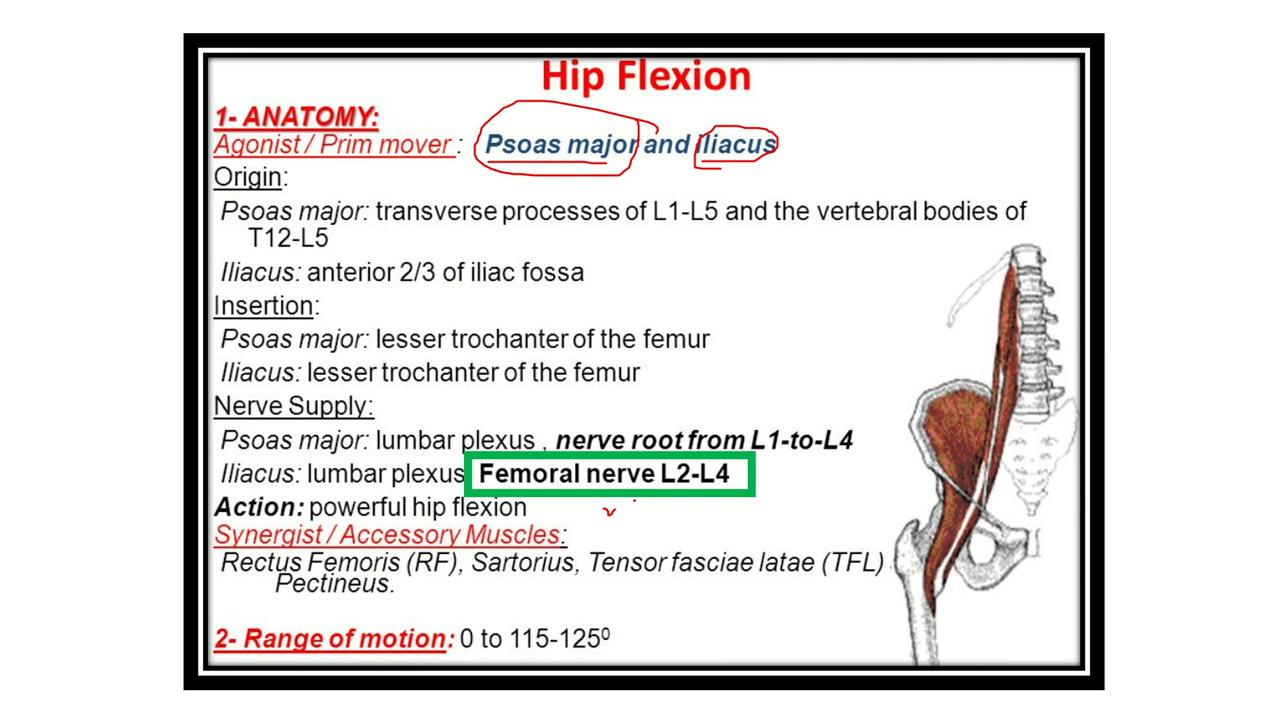 Hip Flexion
1- ANATOMY:
Agonist / Prim mover : Psoas major and iliacus
Origin:
Psoas major: transverse processes of L1-L5 and the vertebral bodies of
T12-L5
Iliacus: anterior 2/3 of iliac fossa
Insertion:
Psoas major: lesser trochanter of the femur
Iliacus: lesser trochanter of the femur
Nerve Supply:
Psoas major: lumbar plexus , nerve root from L1-to-L4
Iliacus: lumbar plexus Femoral nerve L2-L4
Action: powerful hip flexion
Synergist / Accessory Muscles:
Rectus Femoris (RF), Sartorius, Tensor fasciae latae (TFL)
Pectineus.
2- Range of motion: 0 to 115-125⁰